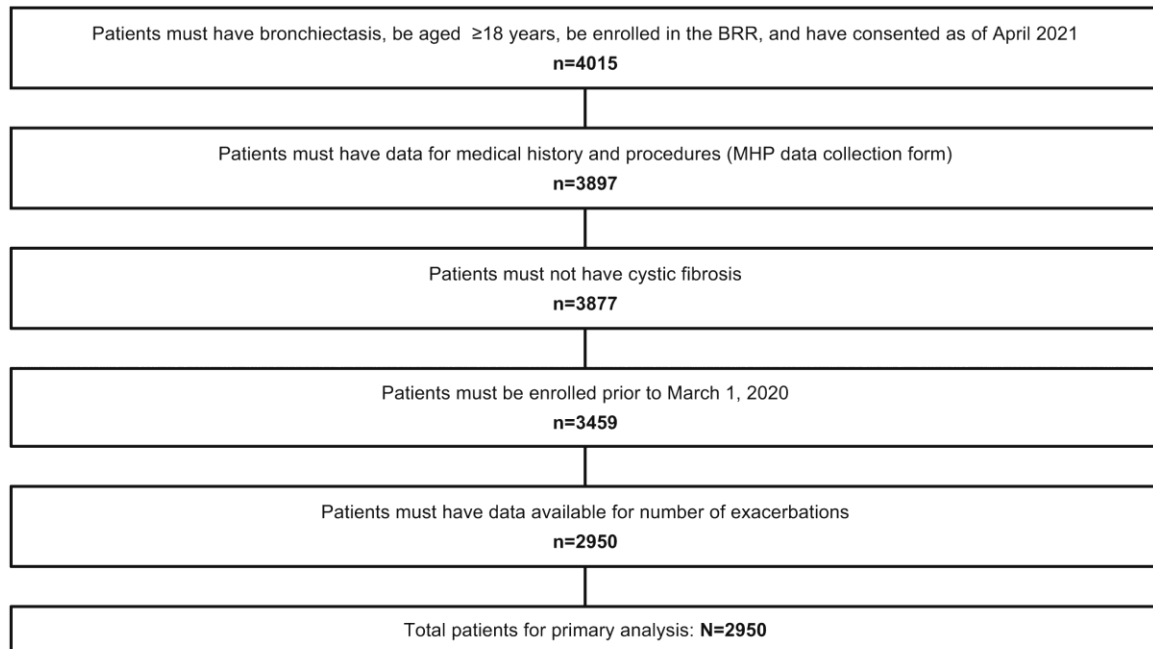 Patients must have bronchiectasis, be aged ≥18 years, be enrolled in the BRR, and have consented as of April 2021
n=4015
Patients must have data for medical history and procedures (MHP data collection form)
n=3897
Patients must not have cystic fibrosis
n=3877
Patients must be enrolled prior to March 1, 2020
n=3459
Patients must have data available for number of exacerbations
n=2950
Total patients for primary analysis: N=2950